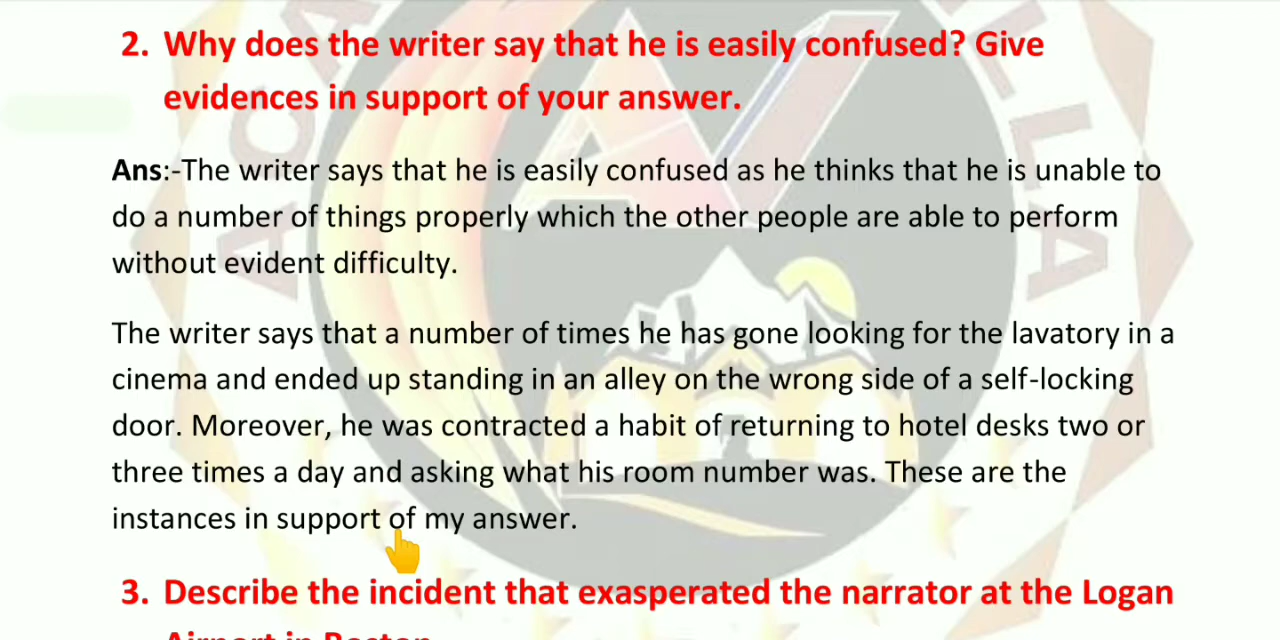 2. Why does the writer say that he is easily confused? Give
evidences in support of your answer.
Ans:-The writer says that he is easily confused as he thinks that he is unable to
do a number of things properly which the other people are able to perform
without evident difficulty.
The writer says that a number of times he has gone looking for the lavatory in a
cinema and ended up standing in an alley on the wrong side of a self-locking
door. Moreover, he was contracted a habit of returning to hotel desks two or
three times a day and asking what his room number was. These are the
instances in support of my answer.
3. Describe the incident that exasperated the narrator at the Logan
Airport in Boston